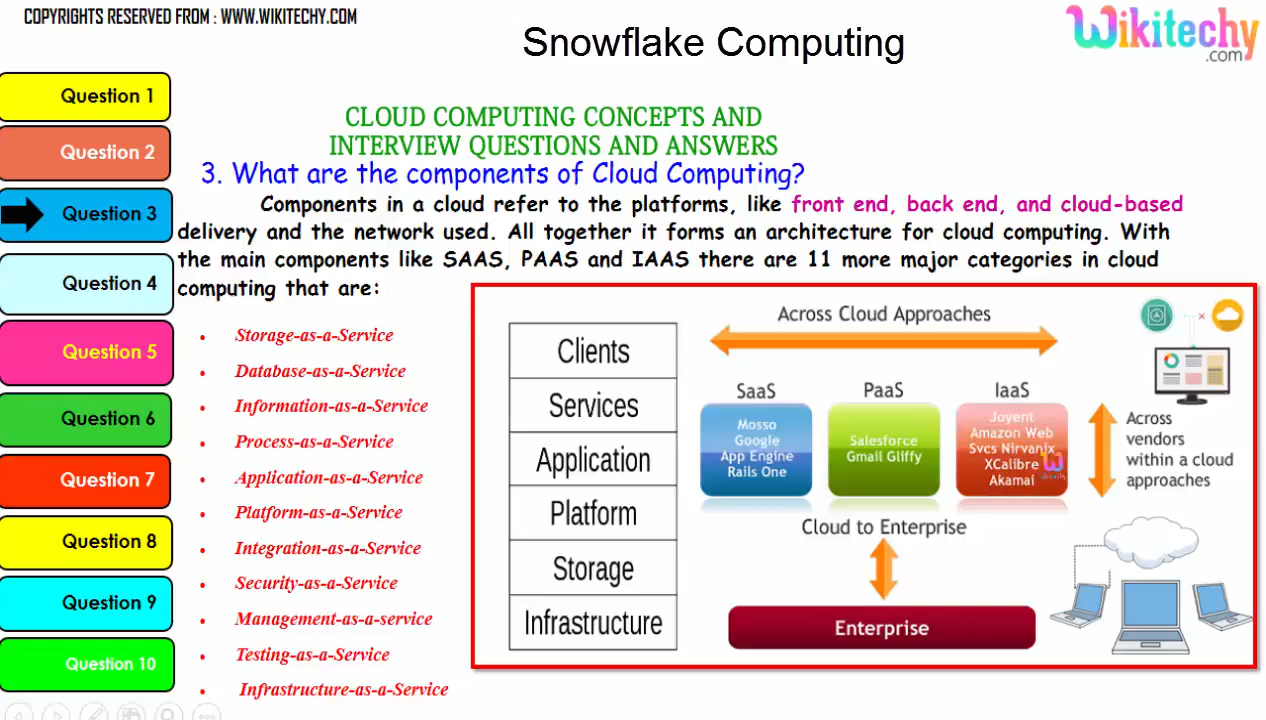 COPYRIGHTS RESERVED FROM : WWW.WIKITECHY.COM
Snowflake Computing
Wikitechy
.com
Question 1
Question 2
Question 3
Question 4
Question 5
Question 6
Question 7
Question 8
Question 9
Question 10
CLOUD COMPUTING CONCEPTS AND
INTERVIEW QUESTIONS AND ANSWERS
3. What are the components of Cloud Computing?
Components in a cloud refer to the platforms, like front end, back end, and cloud-based
delivery and the network used. All together it forms an architecture for cloud computing. With
the main components like SAAS, PAAS and IAAS there are 11 more major categories in cloud
computing that are:
• Storage-as-a-Service
• Database-as-a-Service
• Information-as-a-Service
• Process-as-a-Service
• Application-as-a-Service
• Platform-as-a-Service
• Integration-as-a-Service
• Security-as-a-Service
• Management-as-a-service
• Testing-as-a-Service
• Infrastructure-as-a-Service
Clients
Services
Application
Platform
Storage
Infrastructure
Across Cloud Approaches
SaaS
Mosso
Google
App Engine
Rails One
PaaS
Salesforce
Gmail Gliffy
IaaS
Joyent
Amazon Web
Svcs Nirvanix
XCalibre
Akamai
Across
vendors
within a cloud
approaches
Cloud to Enterprise
Enterprise